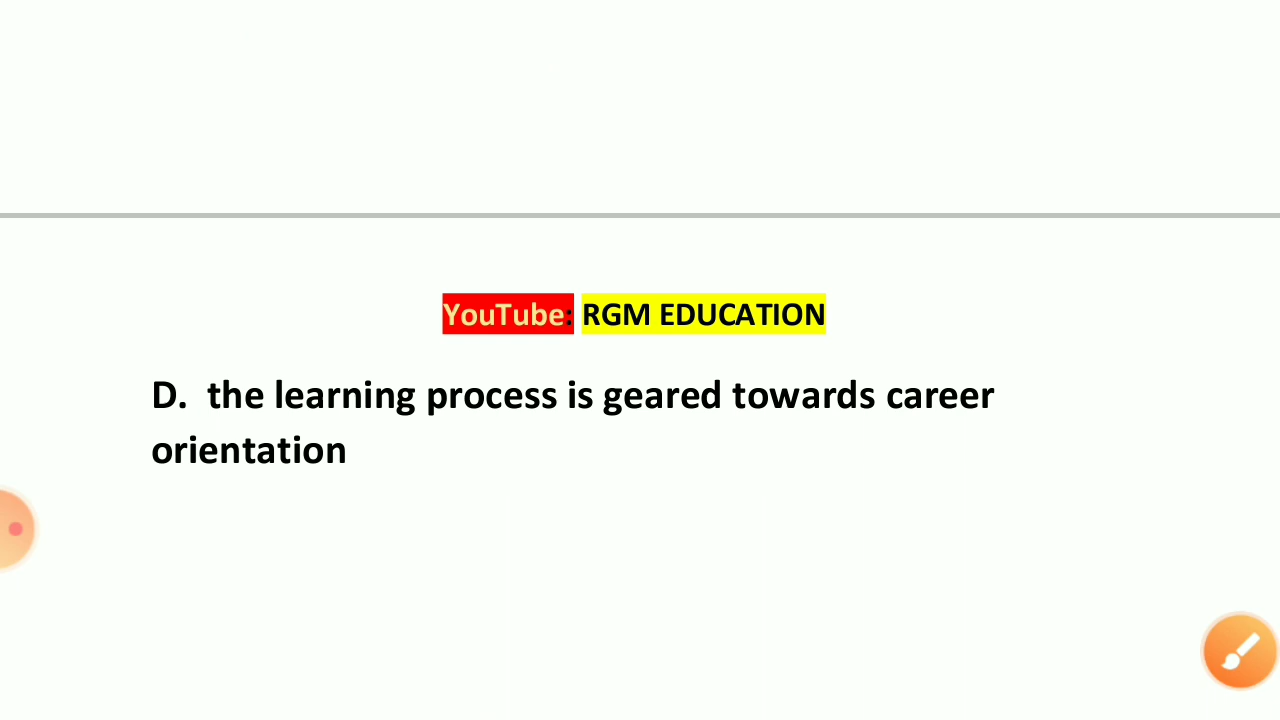 YouTube: RGM EDUCATION
D. the learning process is geared towards career
orientation